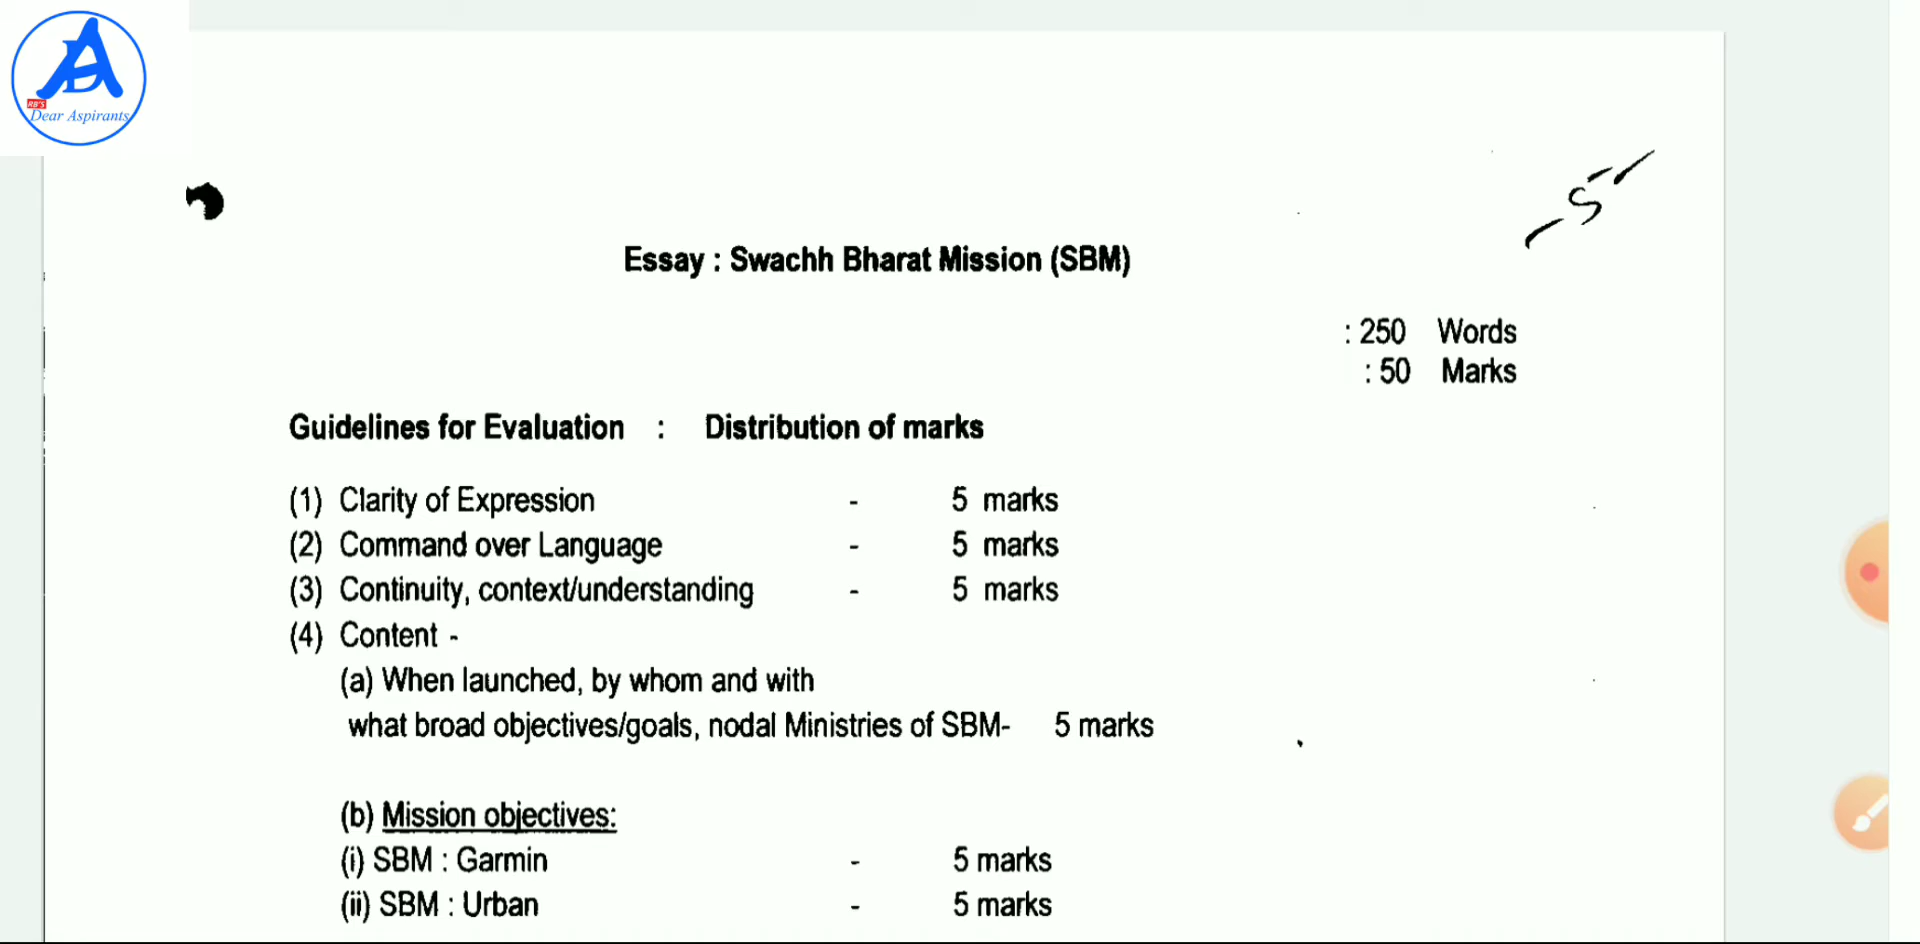 RB'S
Dear Aspirants
Essay : Swachh Bharat Mission (SBM)
: 250 Words
: 50 Marks
Guidelines for Evaluation : Distribution of marks
(1) Clarity of Expression - 5 marks
(2) Command over Language - 5 marks
(3) Continuity, context/understanding - 5 marks
(4) Content -
(a) When launched, by whom and with
what broad objectives/goals, nodal Ministries of SBM- 5 marks
(b) Mission objectives:
(i) SBM : Garmin - 5 marks
(ii) SBM : Urban - 5 marks